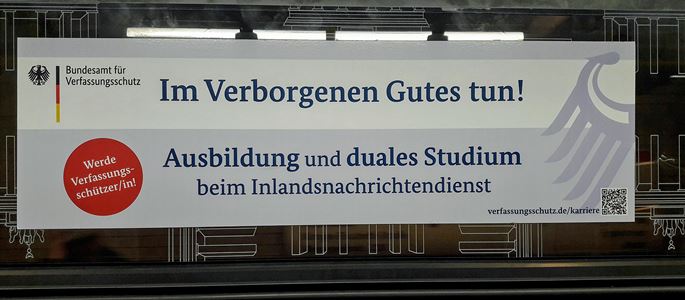 Bundesamt für
Verfassungsschutz
Im Verborgenen Gutes tun!
Werde
Verfassungs-
schützer/in!
Ausbildung und duales Studium
beim Inlandsnachrichtendienst
verfassungsschutz.de/karriere